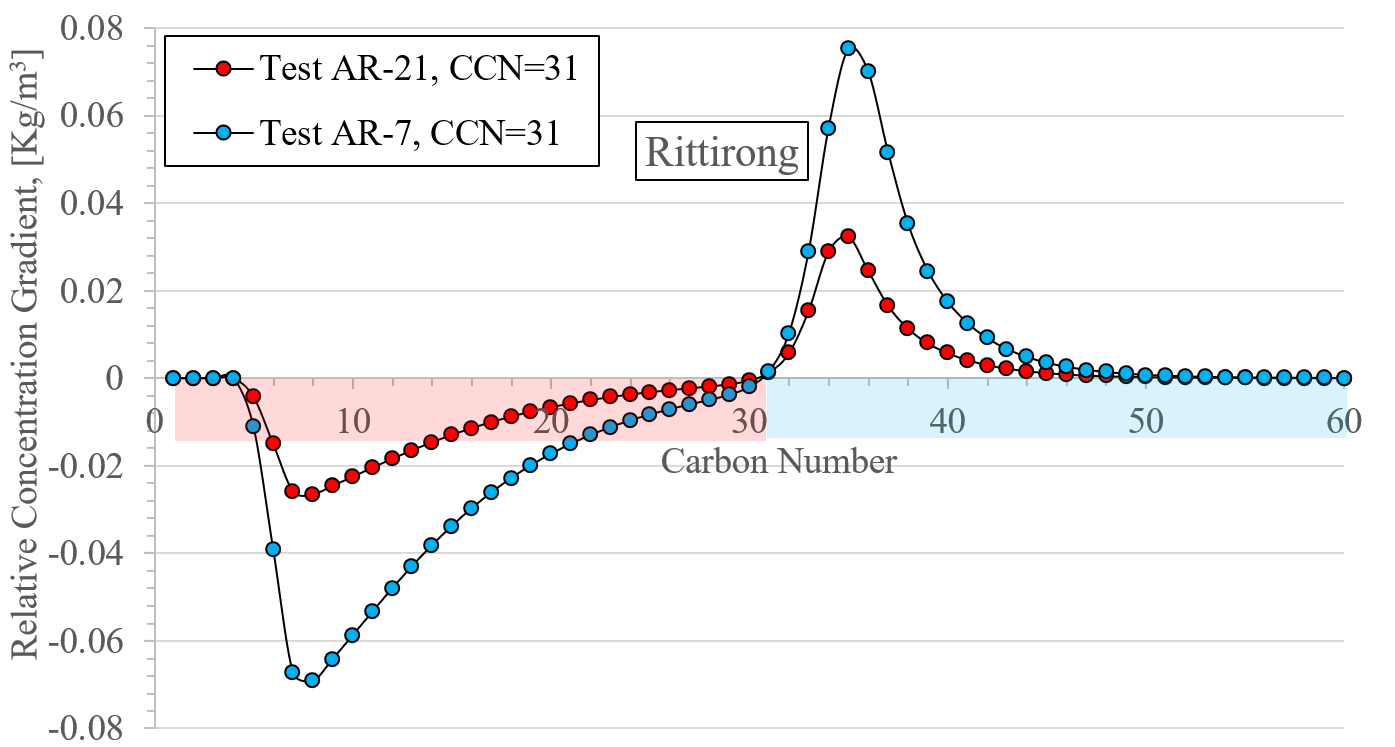 0.08
0.06
0.04
0.02
0
-0.02
-0.04
-0.06
-0.08
Relative Concentration Gradient, [Kg/m³]
Test AR-21, CCN=31
Test AR-7, CCN=31
Rittirong
0 10 20 30 40 50 60
Carbon Number